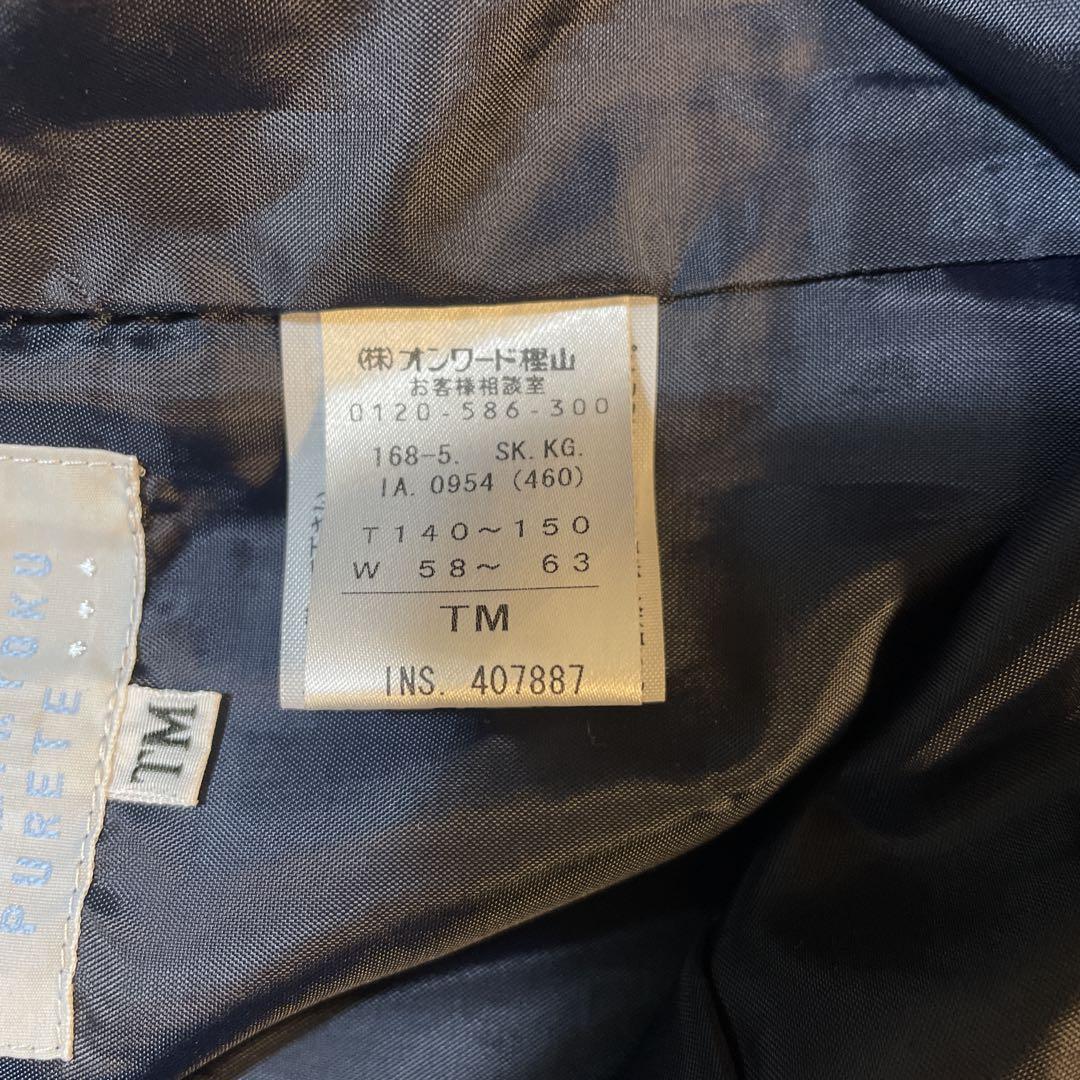 (株)オンワード樫山
お客様相談室
0120-586-300
168-5. SK.KG.
IA.0954 (460)
T140～150
W 58～ 63
TM
INS. 407887
PURETE
TM